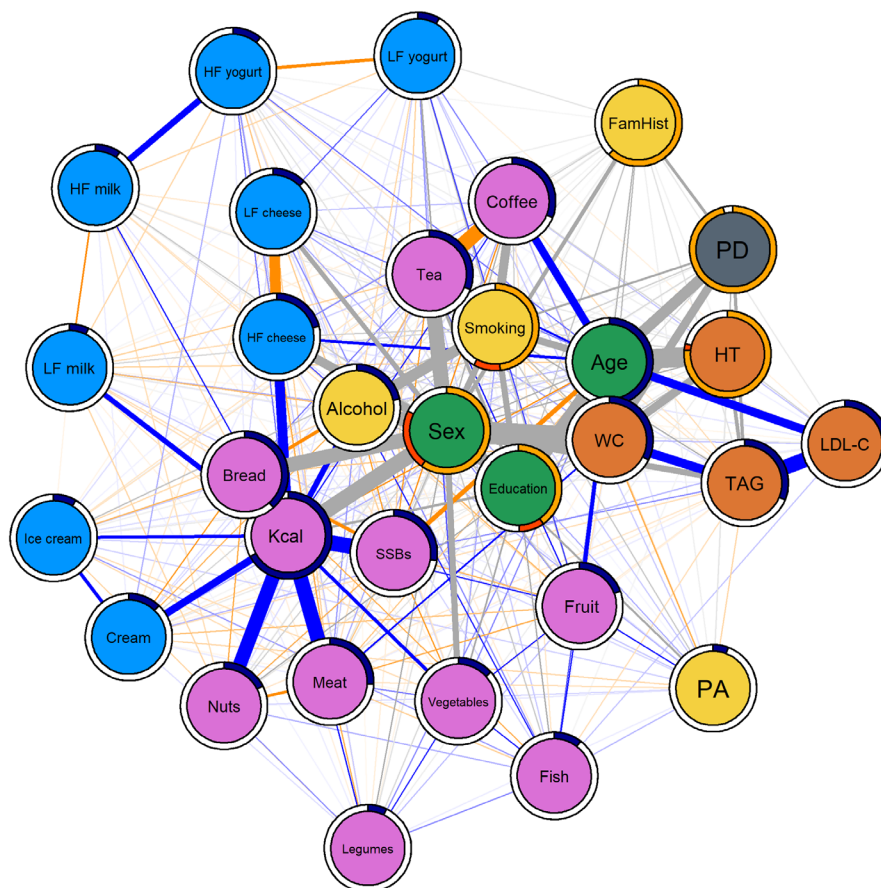 LF yogurt
HF yogurt
FamHist
HF milk
Coffee
LF cheese
PD
Tea
Smoking
HF cheese
HT
Age
LF milk
Alcohol
Sex
WC
LDL-C
Bread
TAG
Education
Kcal
Ice cream
SSBs
Fruit
Cream
Meat
PA
Vegetables
Nuts
Fish
Legumes